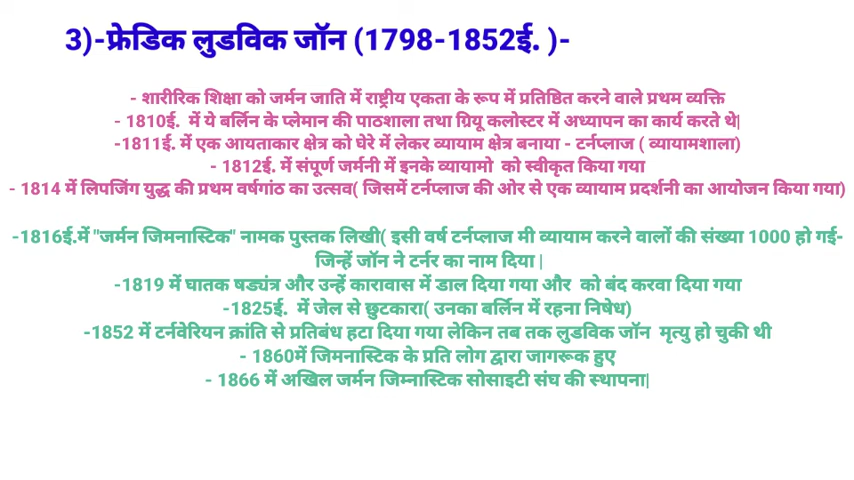 3)-फ्रेडिक लुडविक जॉन (1798-1852ई. )-
- शारीरिक शिक्षा को जर्मन जाति में राष्ट्रीय एकता के रूप में प्रतिष्ठित करने वाले प्रथम व्यक्ति
- 1810ई.  में ये बर्लिन के प्लेमान की पाठशाला तथा ग्रियू कलोस्टर में अध्यापन का कार्य करते थे|
-1811ई. में एक आयताकार क्षेत्र को घेरे में लेकर व्यायाम क्षेत्र बनाया - टर्नप्लाज ( व्यायामशाला)
- 1812ई. में संपूर्ण जर्मनी में इनके व्यायामो  को स्वीकृत किया गया
- 1814 में लिपजिंग युद्ध की प्रथम वर्षगांठ का उत्सव( जिसमें टर्नप्लाज की ओर से एक व्यायाम प्रदर्शनी का आयोजन किया गया)
-1816ई.में "जर्मन जिमनास्टिक" नामक पुस्तक लिखी( इसी वर्ष टर्नप्लाज मी व्यायाम करने वालों की संख्या 1000 हो गई-
जिन्हें जॉन ने टर्नर का नाम दिया |
-1819 में घातक षड्यंत्र और उन्हें कारावास में डाल दिया गया और  को बंद करवा दिया गया
-1825ई.  में जेल से छुटकारा( उनका बर्लिन में रहना निषेध)
-1852 में टर्नवेरियन क्रांति से प्रतिबंध हटा दिया गया लेकिन तब तक लुडविक जॉन  मृत्यु हो चुकी थी
- 1860में जिमनास्टिक के प्रति लोग द्वारा जागरूक हुए
- 1866 में अखिल जर्मन जिम्नास्टिक सोसाइटी संघ की स्थापना|